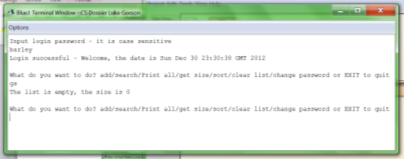 BlueJ: Terminal Window - CS Dossier Luke Gorson
Options
Input login password - it is case sensitive
harley
Login successful - Welcome, the date is Sun Dec 30 23:30:38 GMT 2012
What do you want to do? add/search/Print all/get size/sort/clear list/change password or EXIT to quit
gs
The list is empty, the size is 0
What do you want to do? add/search/Print all/get size/sort/clear list/change password or EXIT to quit